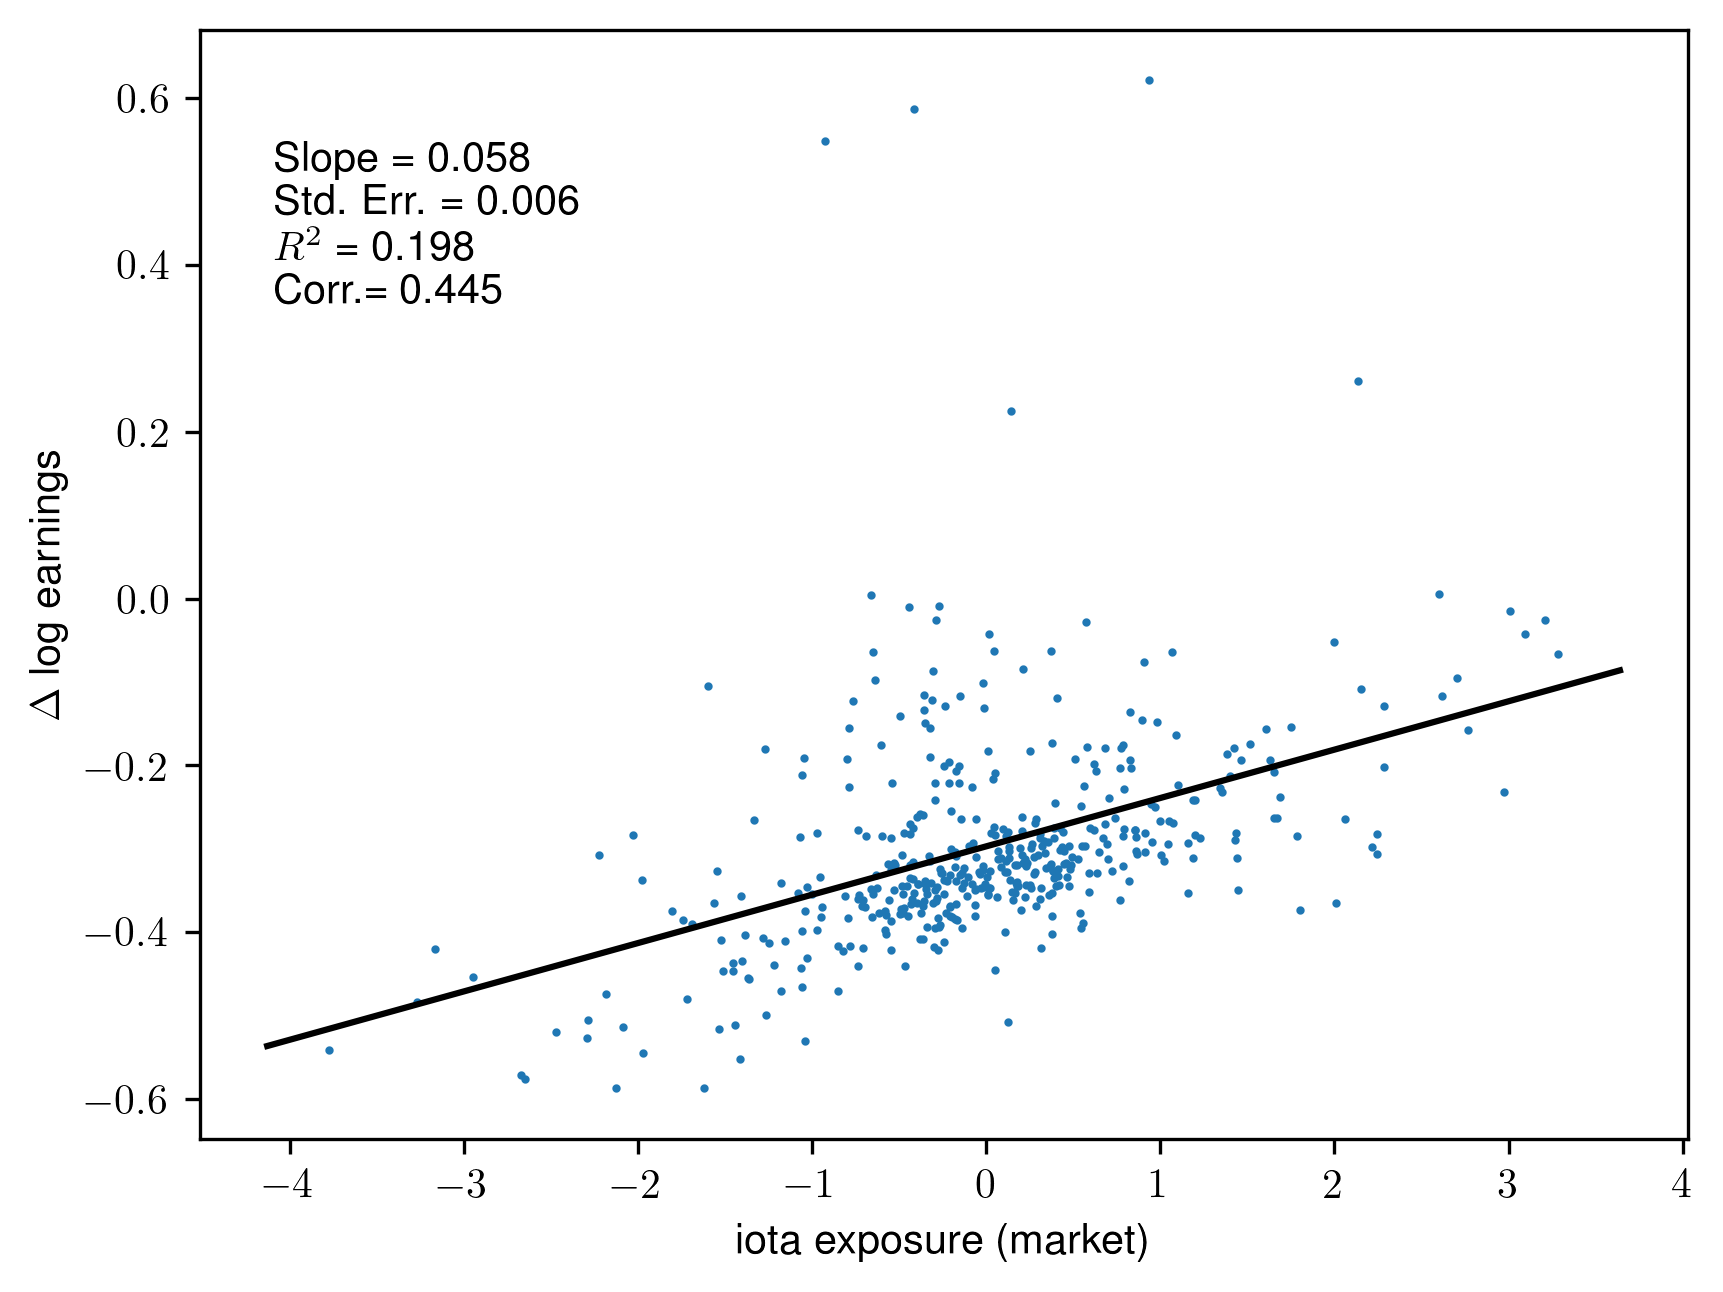 Slope = 0.058
Std. Err. = 0.006
R² = 0.198
Corr.= 0.445
0.6
0.4
0.2
0.0
−0.2
−0.4
−0.6
Δ log earnings
−4 −3 −2 −1 0 1 2 3 4
iota exposure (market)